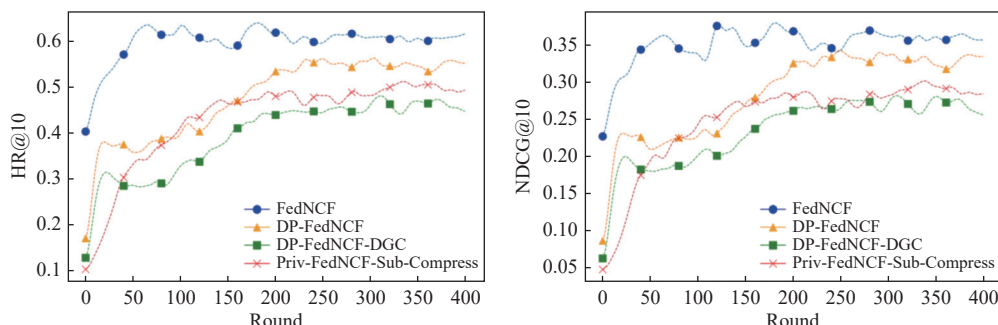 HR@10
0.6
0.5
0.4
0.3
0.2
0.1
FedNCF
DP-FedNCF
DP-FedNCF-DGC
Priv-FedNCF-Sub-Compress
0 50 100 150 200 250 300 350 400
Round
NDCG@10
0.40
0.35
0.30
0.25
0.20
0.15
0.10
0.05
FedNCF
DP-FedNCF
DP-FedNCF-DGC
Priv-FedNCF-Sub-Compress
0 50 100 150 200 250 300 350 400
Round